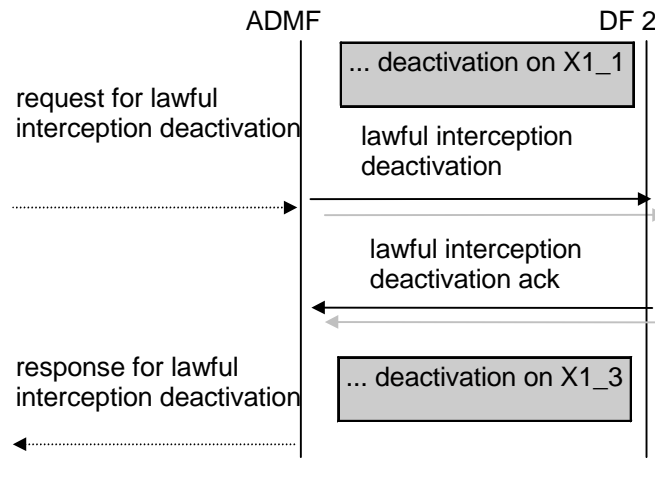 ADMF
DF 2
... deactivation on X1_1
request for lawful
interception deactivation
lawful interception
deactivation
lawful interception
deactivation ack
response for lawful
interception deactivation
... deactivation on X1_3